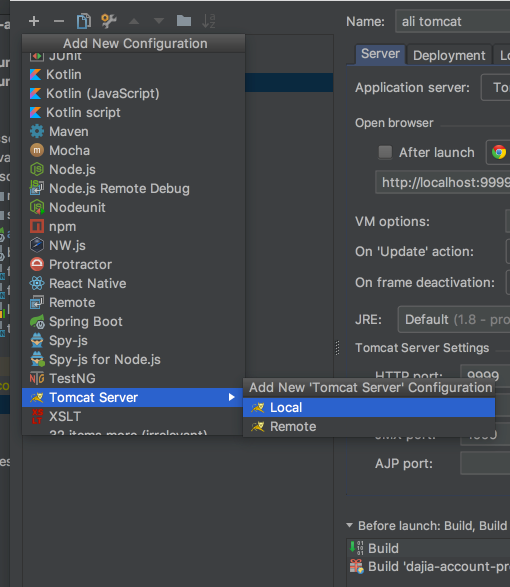 Name: ali tomcat
Add New Configuration
JUnit
Kotlin
Kotlin (JavaScript)
Kotlin script
Maven
Mocha
Node.js
Node.js Remote Debug
Nodeunit
npm
NW.js
Protractor
React Native
Remote
Spring Boot
Spy-js
Spy-js for Node.js
TestNG
Tomcat Server
XSLT
32 items more (irrelevant)
Add New 'Tomcat Server' Configuration
Local
Remote
Server
Deployment
Application server:
Open browser
After launch
http://localhost:9999
VM options:
On 'Update' action:
On frame deactivation:
JRE: Default (1.8 - pro
Tomcat Server Settings
HTTP port: 9999
JMX port: 1099
AJP port:
Before launch: Build, Build
Build
Build 'dajia-account-pr